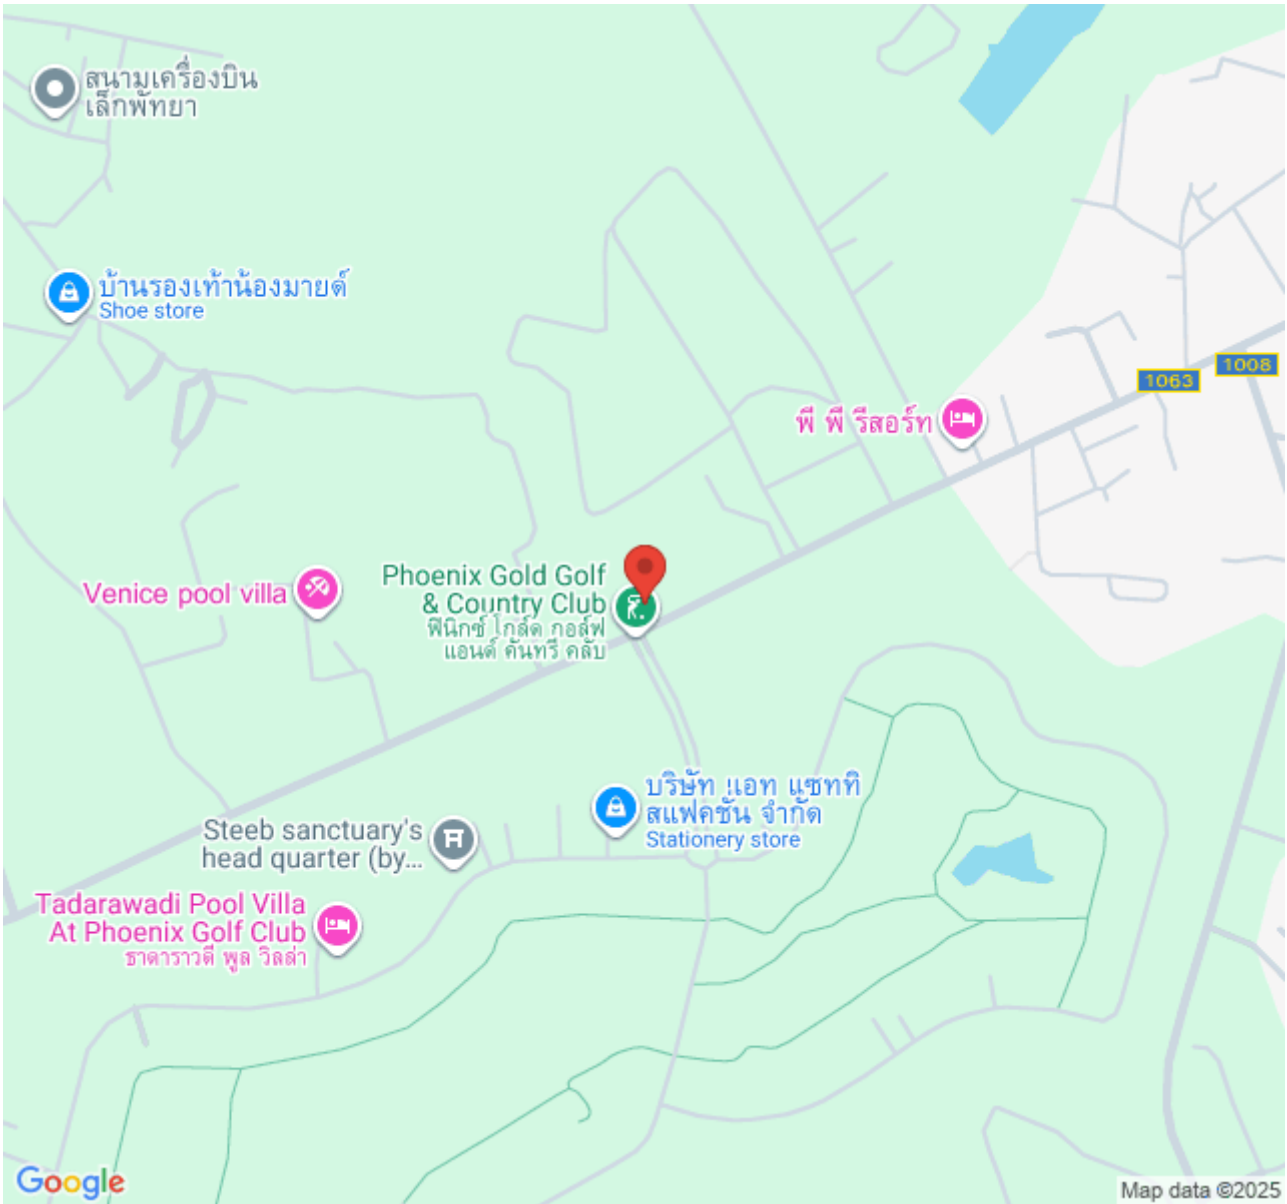 สนามเครื่องบิน
เล็กพัทยา
บ้านรองเท้าน้องมายด์
Shoe store
1008
1063
พี พี รีสอร์ท
Phoenix Gold Golf
& Country Club
ฟินิกซ์ โกล์ด กอล์ฟ
แอนด์ คันทรี คลับ
Venice pool villa
บริษัท แอท แซททิ
สแฟคชั่น จำกัด
Stationery store
Steeb sanctuary's
head quarter (by...
Tadarawadi Pool Villa
At Phoenix Golf Club
ธาดาราวดี พูล วิลล่า
Google
Map data ©2025